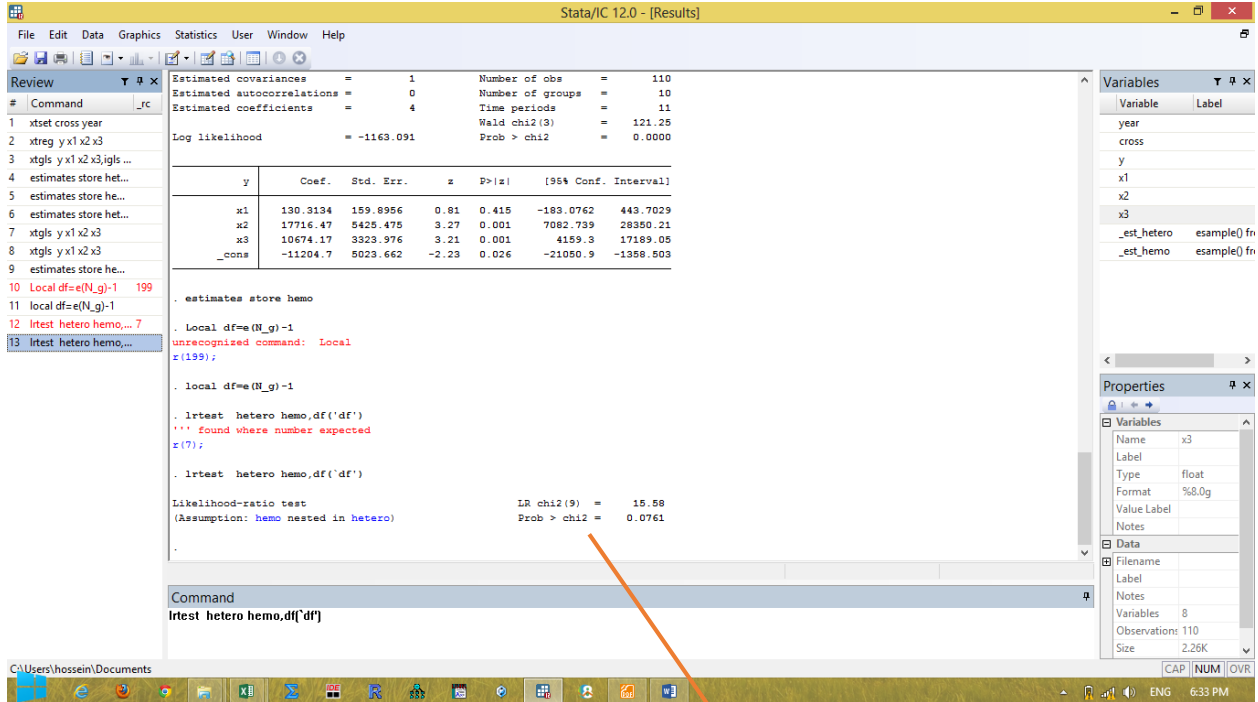 Stata/IC 12.0 - [Results]
File Edit Data Graphics Statistics User Window Help
Review
# Command _rc
1 xtset cross year
2 xtreg y x1 x2 x3
3 xtgls y x1 x2 x3,igls ...
4 estimates store het...
5 estimates store he...
6 estimates store het...
7 xtgls y x1 x2 x3
8 xtgls y x1 x2 x3
9 estimates store he...
10 Local df=e(N_g)-1 199
11 local df=e(N_g)-1
12 lrtest hetero hemo,... 7
13 lrtest hetero hemo,...
Estimated covariances = 1 Number of obs = 110
Estimated autocorrelations = 0 Number of groups = 10
Estimated coefficients = 4 Time periods = 11
Wald chi2(3) = 121.25
Log likelihood = -1163.091 Prob > chi2 = 0.0000
y Coef. Std. Err. z P>|z| [95% Conf. Interval]
x1 130.3134 159.8956 0.81 0.415 -183.0762 443.7029
x2 17716.47 5425.475 3.27 0.001 7082.739 28350.21
x3 10674.17 3323.976 3.21 0.001 4159.3 17189.05
_cons -11204.7 5023.662 -2.23 0.026 -21050.9 -1358.503
. estimates store hemo
. Local df=e(N_g)-1
unrecognized command: Local
r(199);
. local df=e(N_g)-1
. lrtest hetero hemo,df('df')
''' found where number expected
r(7);
. lrtest hetero hemo,df(`df')
Likelihood-ratio test LR chi2(9) = 15.58
(Assumption: hemo nested in hetero) Prob > chi2 = 0.0761
.
Command
lrtest hetero hemo,df(`df')
Variables
Variable Label
year
cross
y
x1
x2
x3
_est_hetero esample() fr
_est_hemo esample() fr
Properties
Variables
Name x3
Label
Type float
Format %8.0g
Value Label
Notes
Data
Filename
Label
Notes
Variables 8
Observations 110
Size 2.26K
C:\Users\hossein\Documents
CAP NUM OVR
ENG 6:33 PM